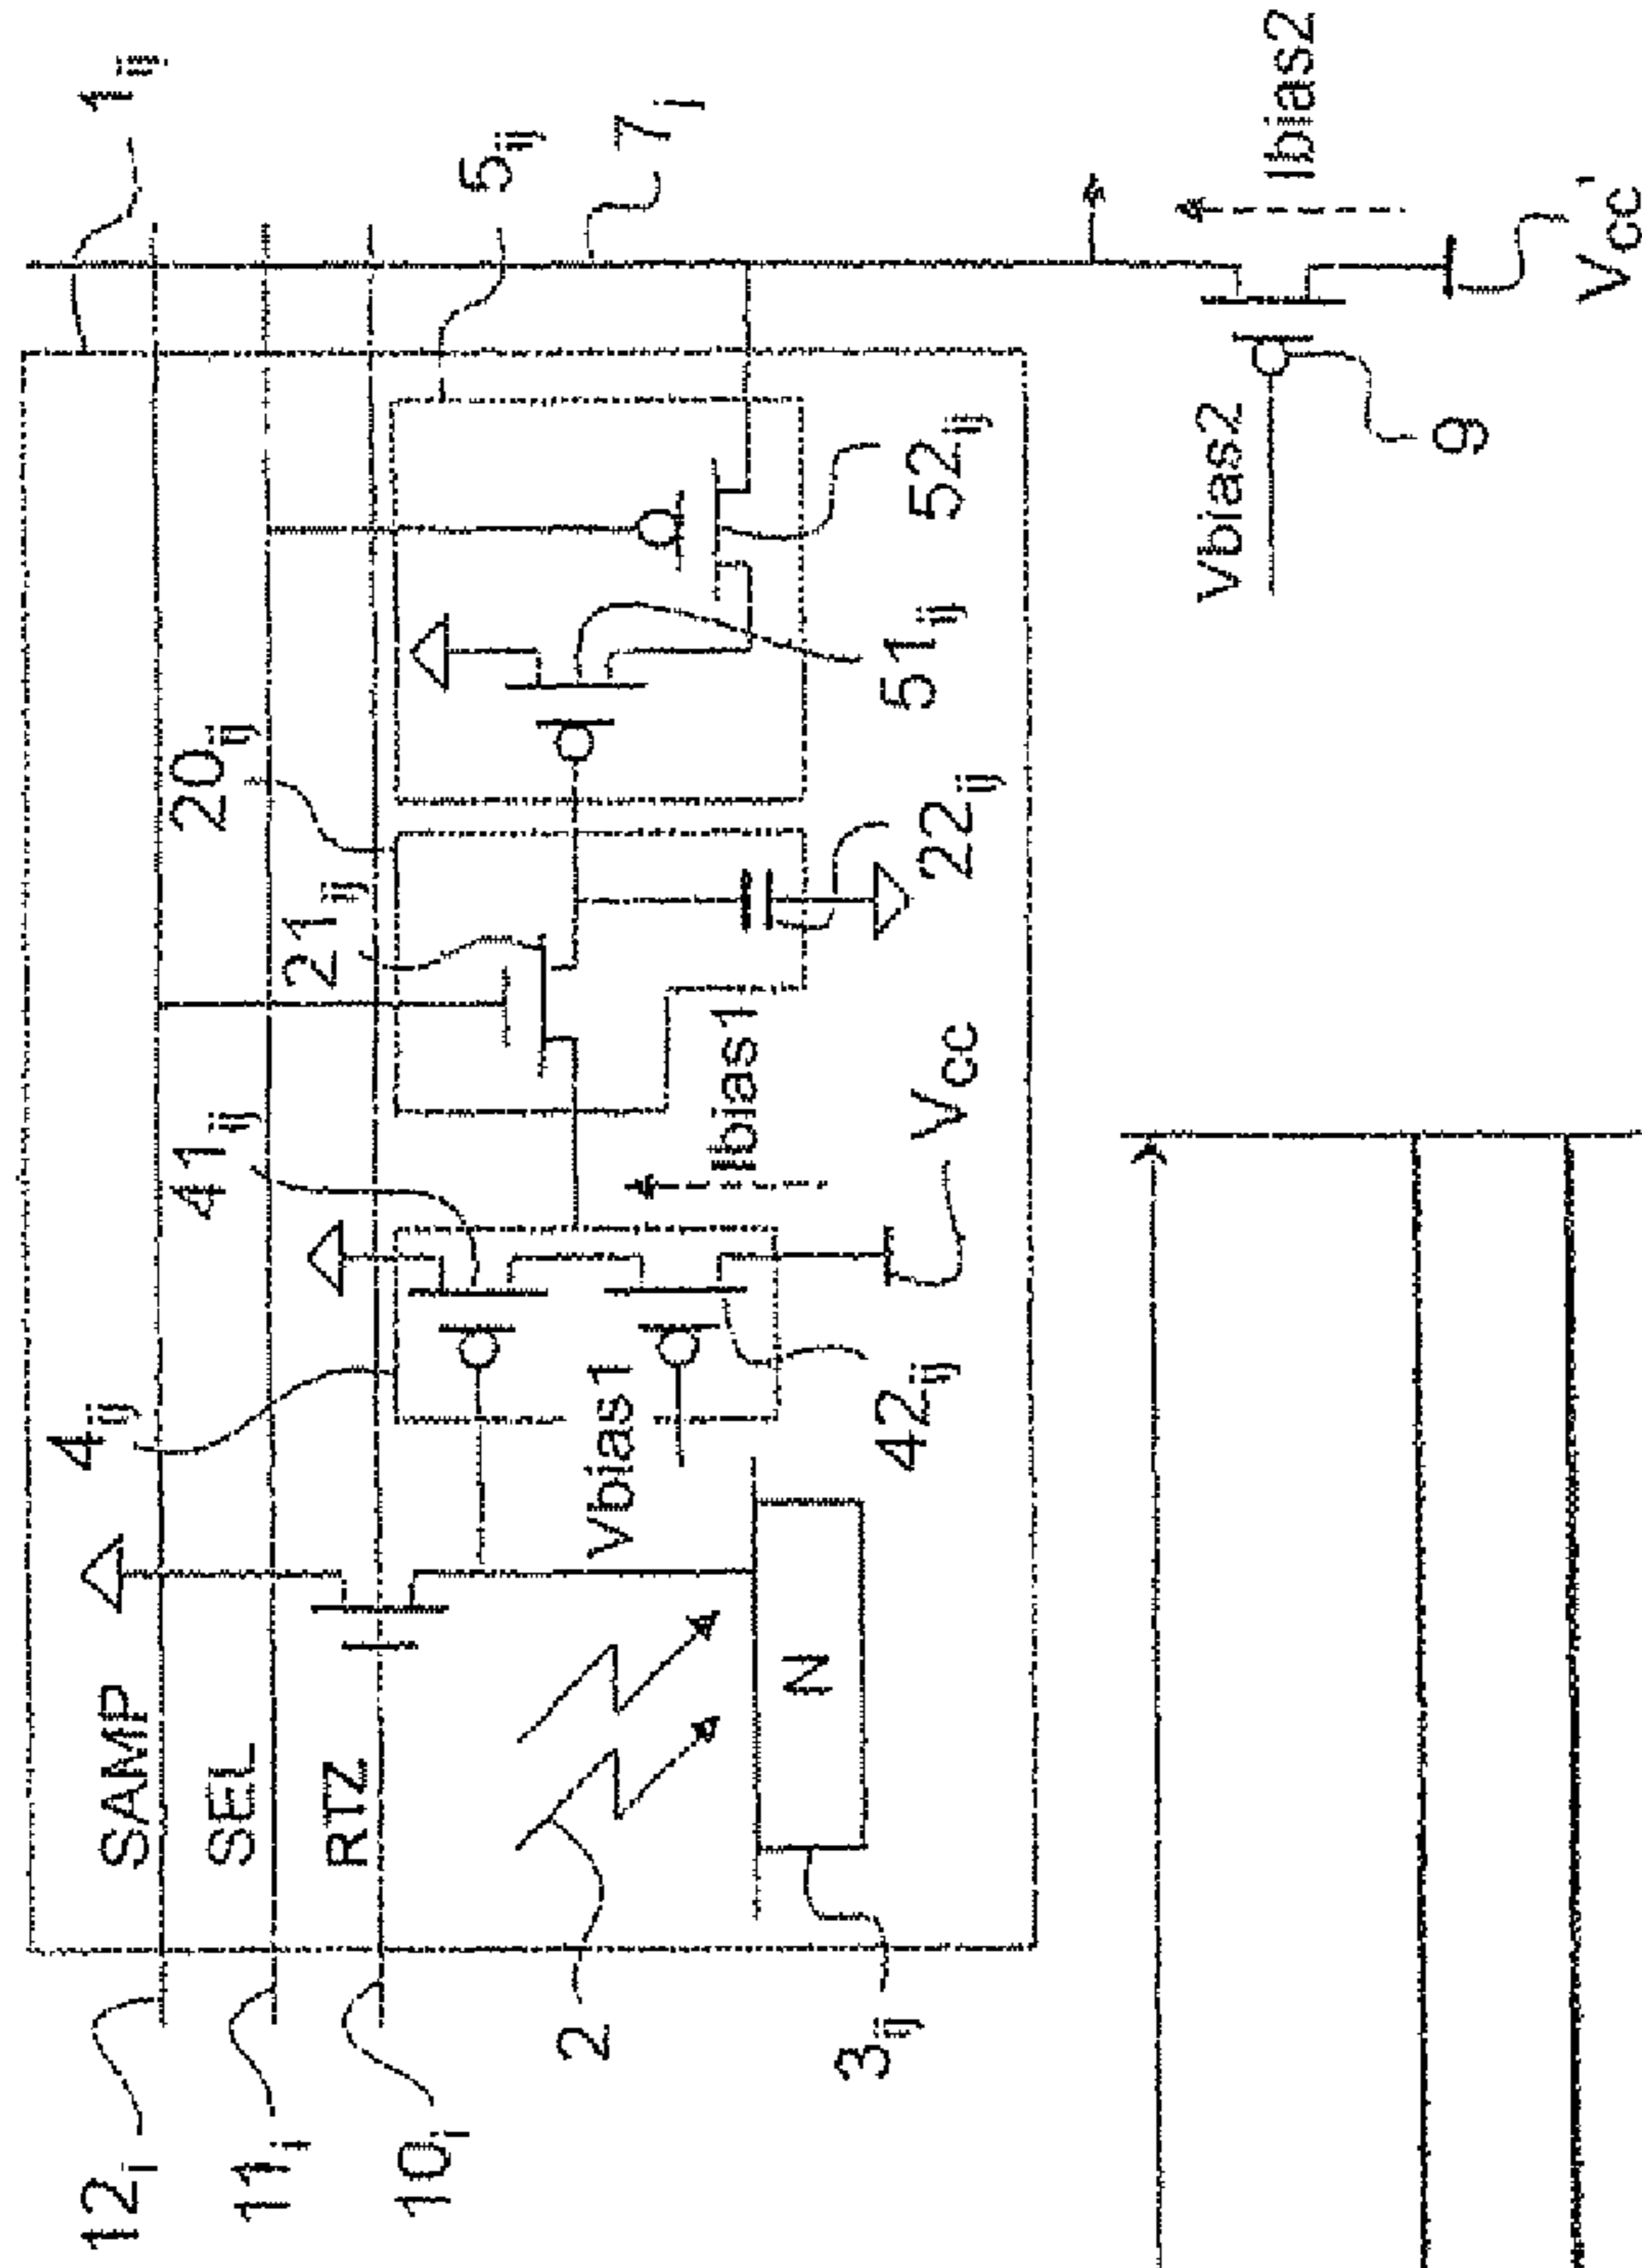 1ij
5ij
7j
Ibias2
Vcc'
9
Vbias2
52ij
51ij
20ij
21ij
22ij
Ibias1
Vcc
41ij
4ij
Vbias1
42ij
SAMP
SEL
RTZ
N
2
3ij
12i
11i
10i